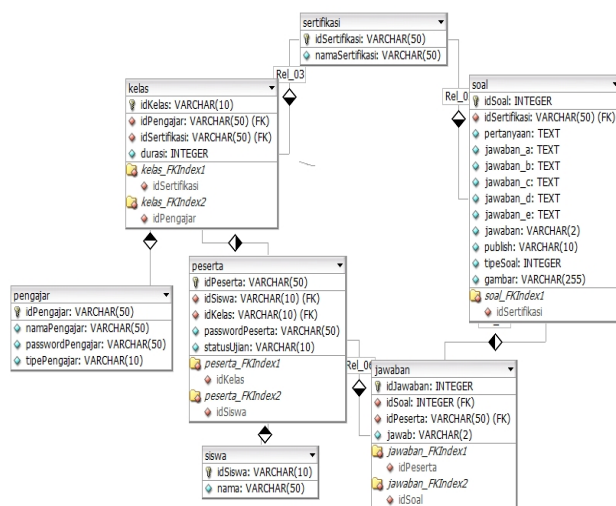 sertifikasi
idSertifikasi: VARCHAR(50)
namaSertifikasi: VARCHAR(50)
Rel_03
kelas
idKelas: VARCHAR(10)
idPengajar: VARCHAR(50) (FK)
idSertifikasi: VARCHAR(50) (FK)
durasi: INTEGER
kelas_FKIndex1
idSertifikasi
kelas_FKIndex2
idPengajar
Rel_0
soal
idSoal: INTEGER
idSertifikasi: VARCHAR(50) (FK)
pertanyaan: TEXT
jawaban_a: TEXT
jawaban_b: TEXT
jawaban_c: TEXT
jawaban_d: TEXT
jawaban_e: TEXT
jawaban: VARCHAR(2)
publish: VARCHAR(10)
tipeSoal: INTEGER
gambar: VARCHAR(255)
soal_FKIndex1
idSertifikasi
pengajar
idPengajar: VARCHAR(50)
namaPengajar: VARCHAR(50)
passwordPengajar: VARCHAR(50)
tipePengajar: VARCHAR(10)
peserta
idPeserta: VARCHAR(50)
idSiswa: VARCHAR(10) (FK)
idKelas: VARCHAR(10) (FK)
passwordPeserta: VARCHAR(50)
statusUjian: VARCHAR(10)
peserta_FKIndex1
idKelas
peserta_FKIndex2
idSiswa
Rel_06
jawaban
idJawaban: INTEGER
idSoal: INTEGER (FK)
idPeserta: VARCHAR(50) (FK)
jawab: VARCHAR(2)
jawaban_FKIndex1
idPeserta
jawaban_FKIndex2
idSoal
siswa
idSiswa: VARCHAR(10)
nama: VARCHAR(50)